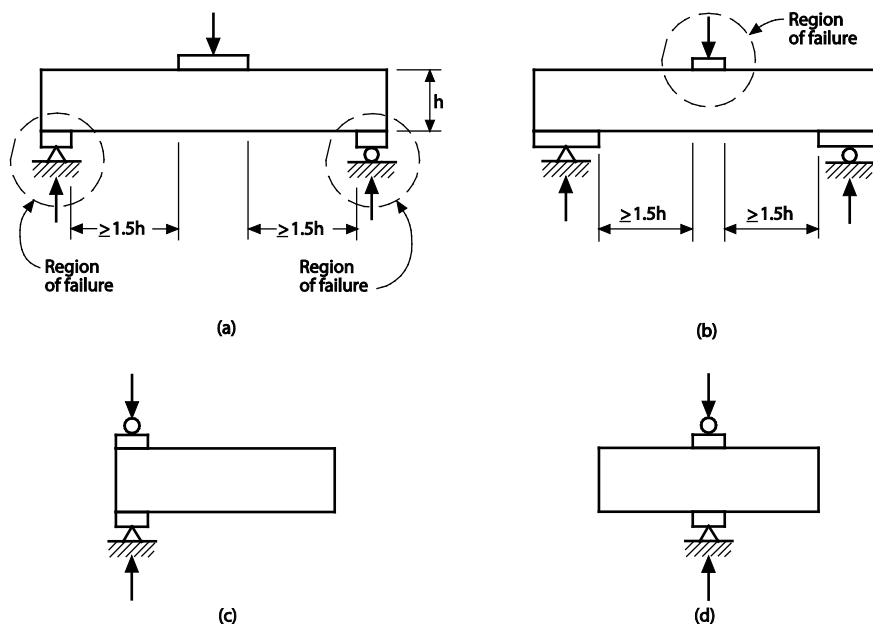 Region
of failure
h
≥1.5h
≥1.5h
≥1.5h
≥1.5h
Region
of failure
Region
of failure
(a)
(b)
(c)
(d)